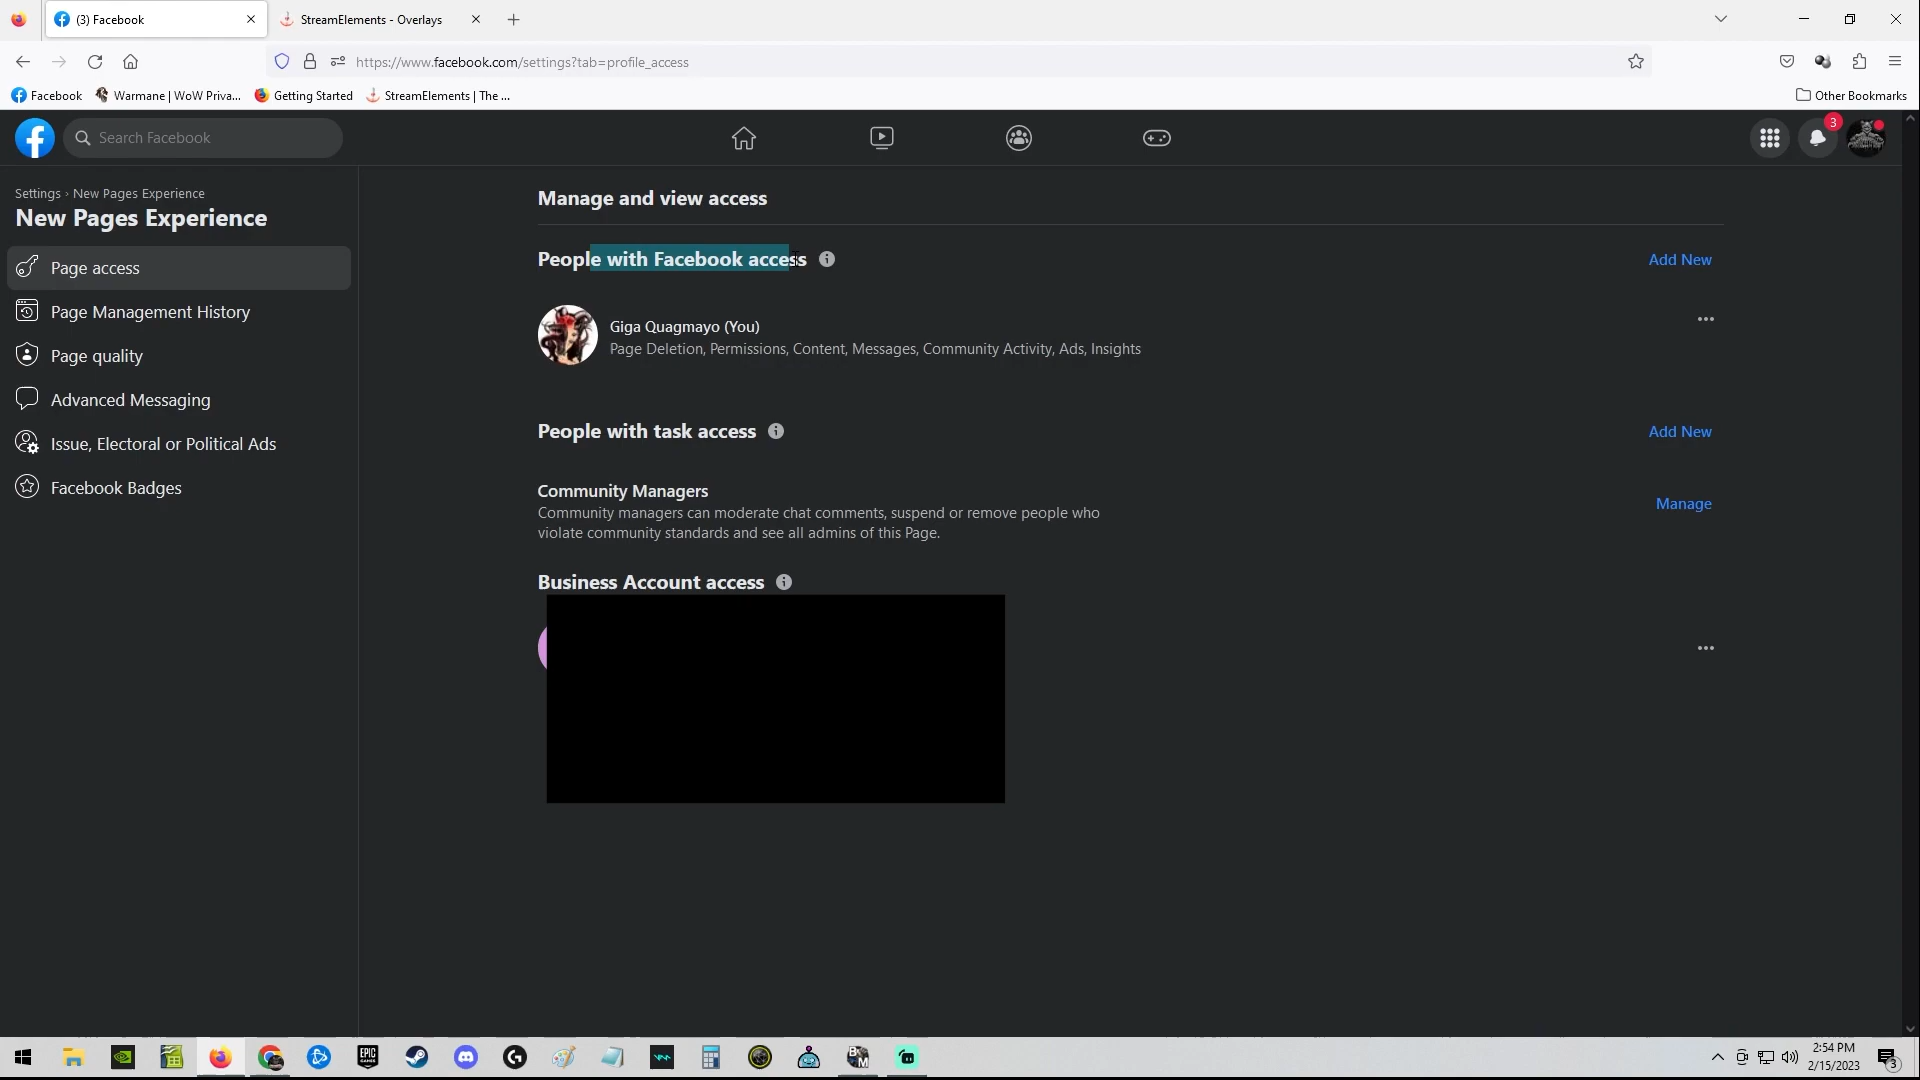 (3) Facebook
StreamElements - Overlays
https://www.facebook.com/settings?tab=profile_access
Facebook
Warmane | WoW Priva...
Getting Started
StreamElements | The ...
Other Bookmarks
Search Facebook
3
Settings › New Pages Experience
New Pages Experience
Page access
Page Management History
Page quality
Advanced Messaging
Issue, Electoral or Political Ads
Facebook Badges
Manage and view access
People with Facebook access
Add New
Giga Quagmayo (You)
Page Deletion, Permissions, Content, Messages, Community Activity, Ads, Insights
People with task access
Add New
Community Managers
Community managers can moderate chat comments, suspend or remove people who
violate community standards and see all admins of this Page.
Manage
Business Account access
EPIC
GAMES
2:54 PM
2/15/2023
3